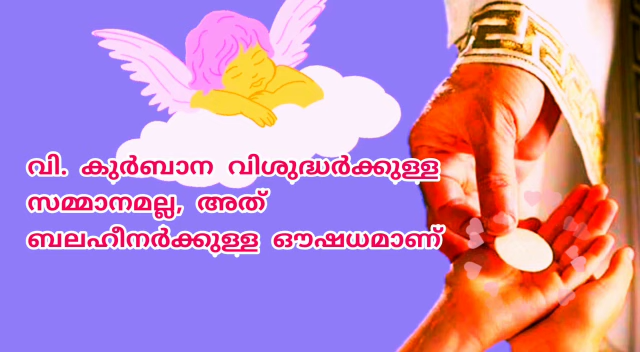 വി. കുർബാന വിശുദ്ധർക്കുള്ള
സമ്മാനമല്ല, അത്
ബലഹീനർക്കുള്ള ഔഷധമാണ്